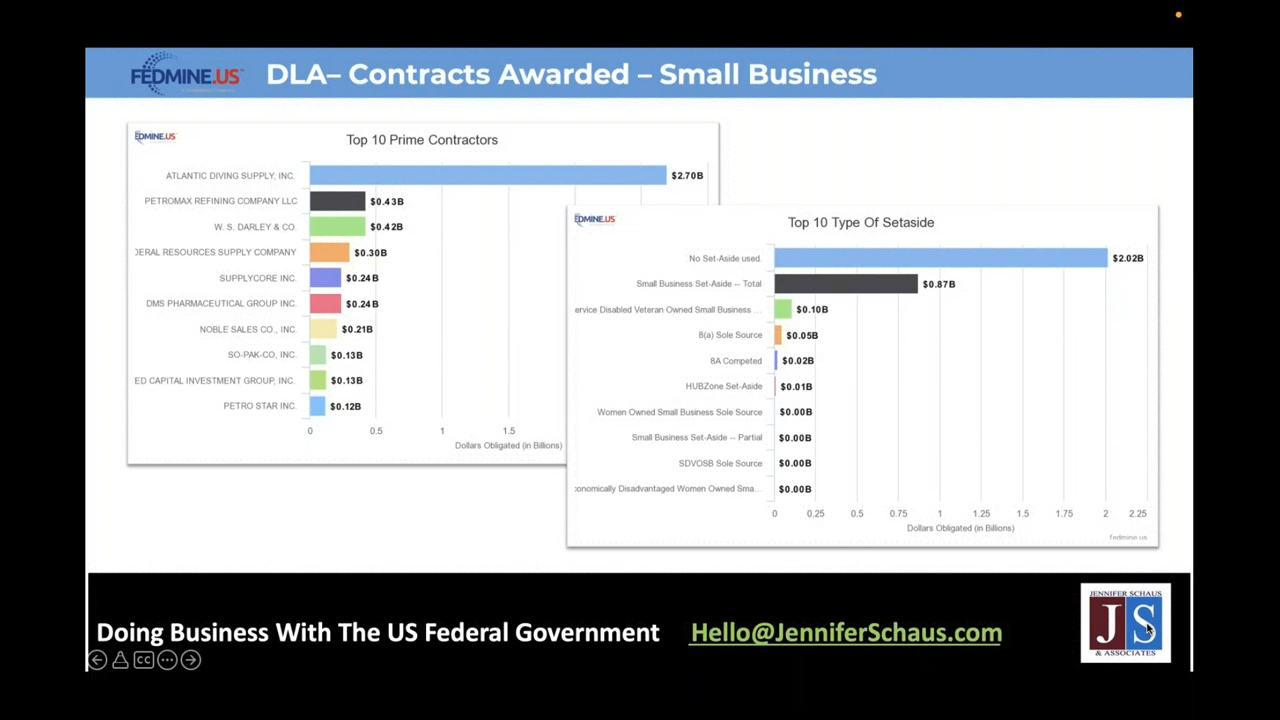 FEDMINE.US
DLA– Contracts Awarded – Small Business
EDMINE.US
Top 10 Prime Contractors
ATLANTIC DIVING SUPPLY, INC. $2.70B
PETROMAX REFINING COMPANY LLC $0.43B
W. S. DARLEY & CO. $0.42B
DERAL RESOURCES SUPPLY COMPANY $0.30B
SUPPLYCORE INC. $0.24B
DMS PHARMACEUTICAL GROUP INC. $0.24B
NOBLE SALES CO., INC. $0.21B
SO-PAK-CO, INC. $0.13B
ED CAPITAL INVESTMENT GROUP, INC. $0.13B
PETRO STAR INC. $0.12B
0 0.5 1 1.5
Dollars Obligated (in Billions)
EDMINE.US
Top 10 Type Of Setaside
No Set-Aside used. $2.02B
Small Business Set-Aside -- Total $0.87B
ervice Disabled Veteran Owned Small Business ... $0.10B
8(a) Sole Source $0.05B
8A Competed $0.02B
HUBZone Set-Aside $0.01B
Women Owned Small Business Sole Source $0.00B
Small Business Set-Aside -- Partial $0.00B
SDVOSB Sole Source $0.00B
conomically Disadvantaged Women Owned Sma... $0.00B
0 0.25 0.5 0.75 1 1.25 1.5 1.75 2 2.25
Dollars Obligated (in Billions)
fedmine.us
Doing Business With The US Federal Government Hello@JenniferSchaus.com
JENNIFER SCHAUS
JS
& ASSOCIATES
CC